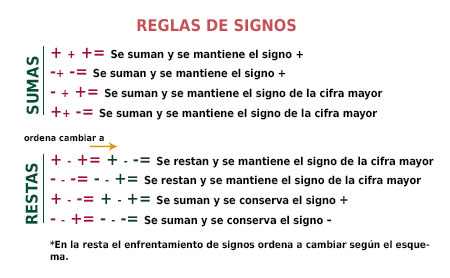 REGLAS DE SIGNOS
SUMAS
+ + += Se suman y se mantiene el signo +
-+ -= Se suman y se mantiene el signo +
- + += Se suman y se mantiene el signo de la cifra mayor
++ -= Se suman y se mantiene el signo de la cifra mayor
ordena cambiar a
RESTAS
+ - += + - -= Se restan y se mantiene el signo de la cifra mayor
- - -= - - += Se restan y se mantiene el signo de la cifra mayor
+ - -= + - += Se suman y se conserva el signo +
- - += - - -= Se suman y se conserva el signo -
*En la resta el enfrentamiento de signos ordena a cambiar según el esque-
ma.